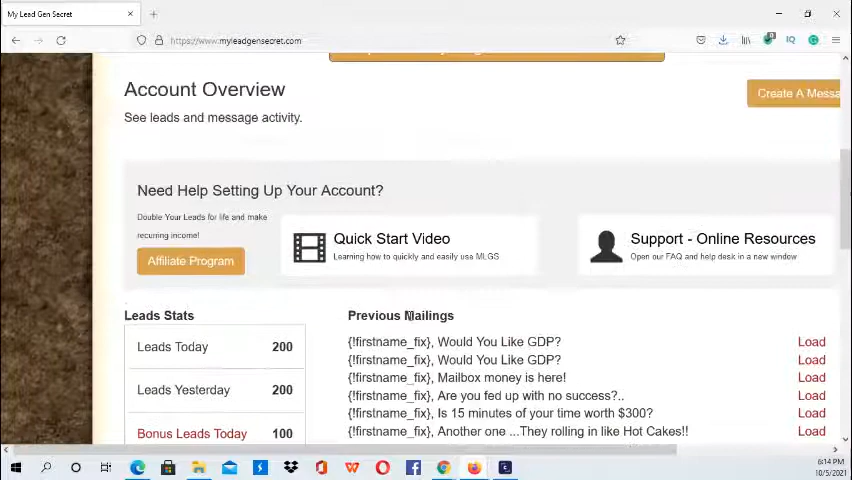 My Lead Gen Secret
https://www.myleadgensecret.com
IQ
Account Overview
Create A Messa
See leads and message activity.
Need Help Setting Up Your Account?
Double Your Leads for life and make
recurring income!
Affiliate Program
Quick Start Video
Learning how to quickly and easily use MLGS
Support - Online Resources
Open our FAQ and help desk in a new window
Leads Stats
Leads Today 200
Leads Yesterday 200
Bonus Leads Today 100
Previous Mailings
{!firstname_fix}, Would You Like GDP? Load
{!firstname_fix}, Would You Like GDP? Load
{!firstname_fix}, Mailbox money is here! Load
{!firstname_fix}, Are you fed up with no success?.. Load
{!firstname_fix}, Is 15 minutes of your time worth $300? Load
{!firstname_fix}, Another one ...They rolling in like Hot Cakes!! Load
6:14 PM
10/5/2021